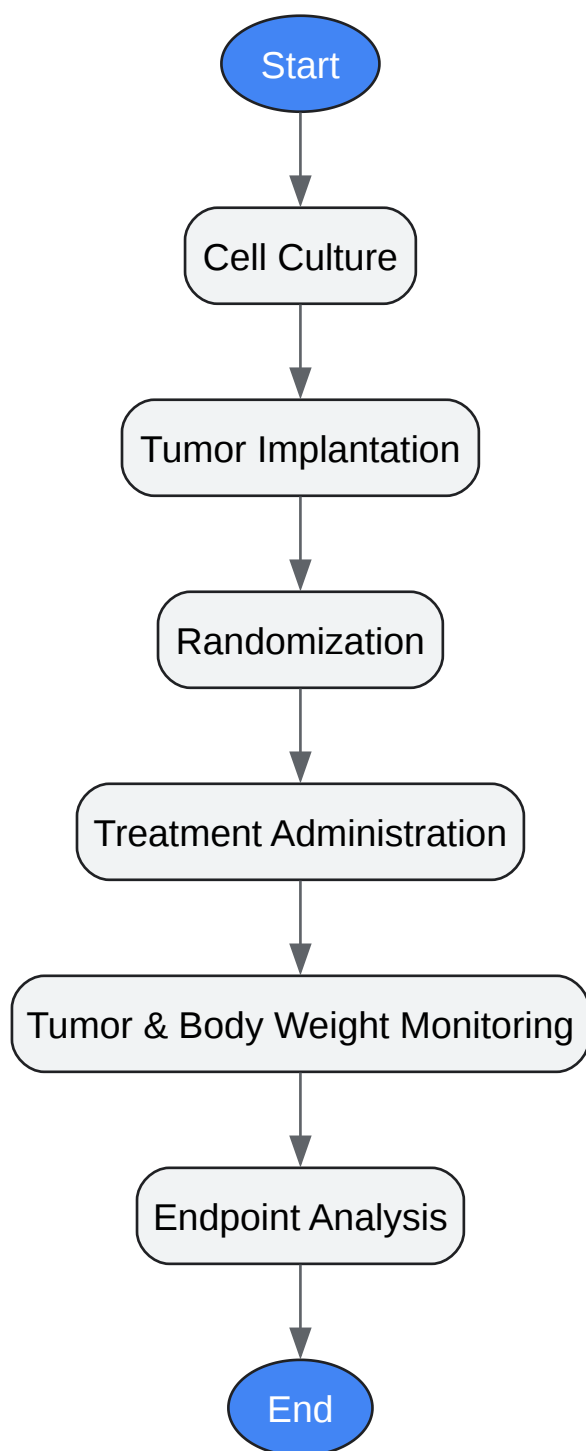 Start
Cell Culture
Tumor Implantation
Randomization
Treatment Administration
Tumor & Body Weight Monitoring
Endpoint Analysis
End